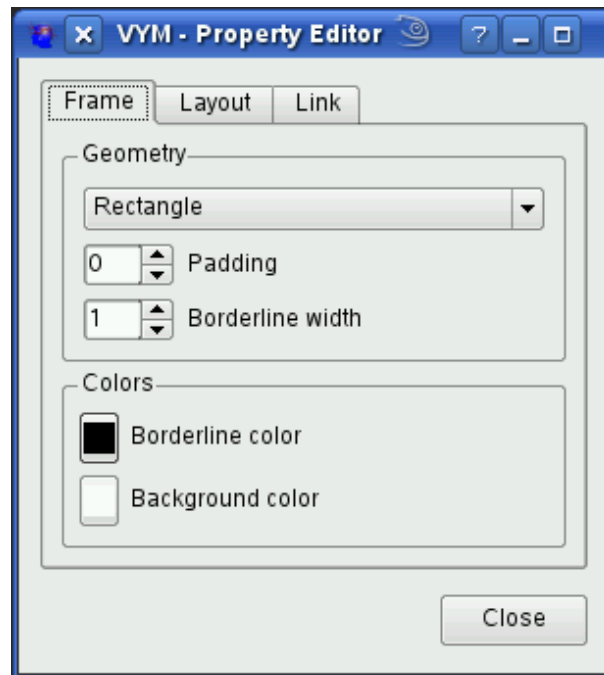 VYM - Property Editor
Frame Layout Link
Geometry
Rectangle
0 Padding
1 Borderline width
Colors
Borderline color
Background color
Close